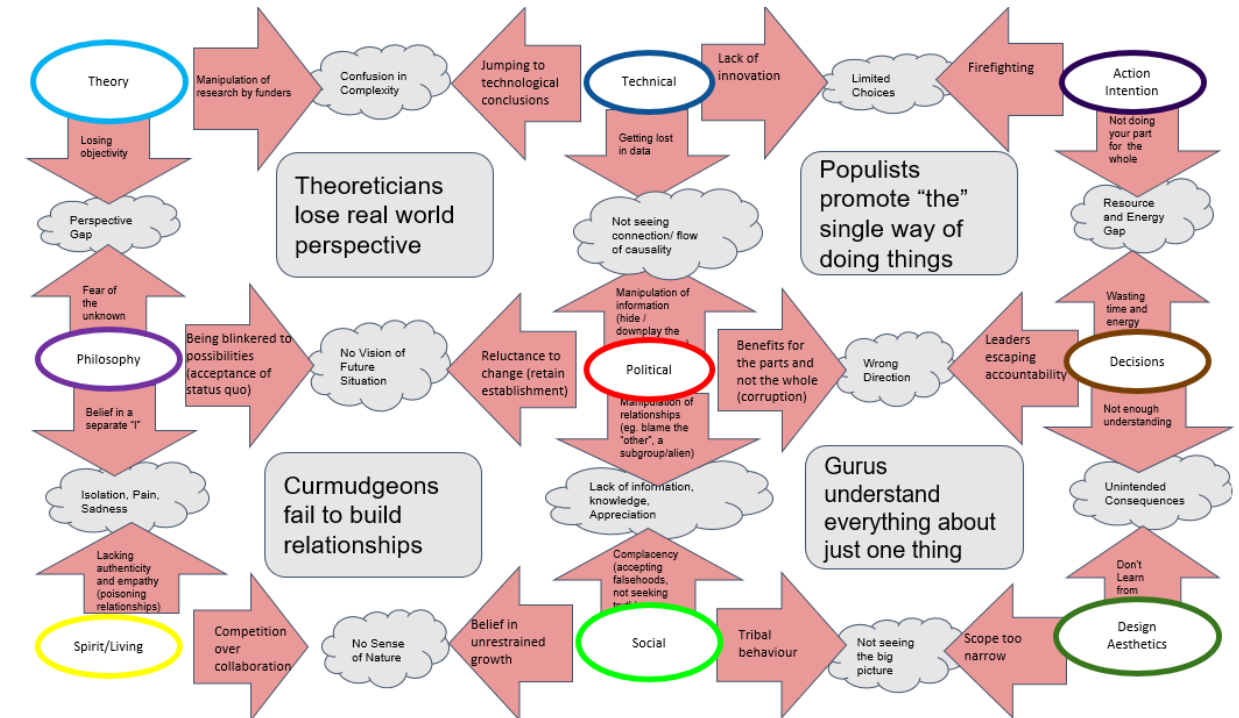 Theory
Manipulation of
research by funders
Confusion in
Complexity
Jumping to
technological
conclusions
Technical
Lack of
innovation
Limited
Choices
Firefighting
Action
Intention
Losing
objectivity
Getting lost
in data
Not doing
your part
for the
whole
Theoreticians
lose real world
perspective
Populists
promote “the”
single way of
doing things
Perspective
Gap
Not seeing
connection/ flow
of causality
Resource
and Energy
Gap
Fear of
the
unknown
Manipulation of
information
(hide /
downplay the
Wasting
time and
energy
Philosophy
Being blinkered to
possibilities
(acceptance of
status quo)
No Vision of
Future
Situation
Reluctance to
change (retain
establishment)
Political
Benefits for
the parts and
not the whole
(corruption)
Wrong
Direction
Leaders
escaping
accountability
Decisions
Belief in a
separate “I”
Manipulation of
relationships
(eg. blame the
“other”, a
subgroup/alien)
Not enough
understanding
Curmudgeons
fail to build
relationships
Gurus
understand
everything about
just one thing
Isolation, Pain,
Sadness
Lack of information,
knowledge,
Appreciation
Unintended
Consequences
Lacking
authenticity
and empathy
(poisoning
relationships)
Complacency
(accepting
falsehoods,
not seeking
Don’t
Learn
from
Spirit/Living
Competition
over
collaboration
No Sense
of Nature
Belief in
unrestrained
growth
Social
Tribal
behaviour
Not seeing
the big
picture
Scope too
narrow
Design
Aesthetics